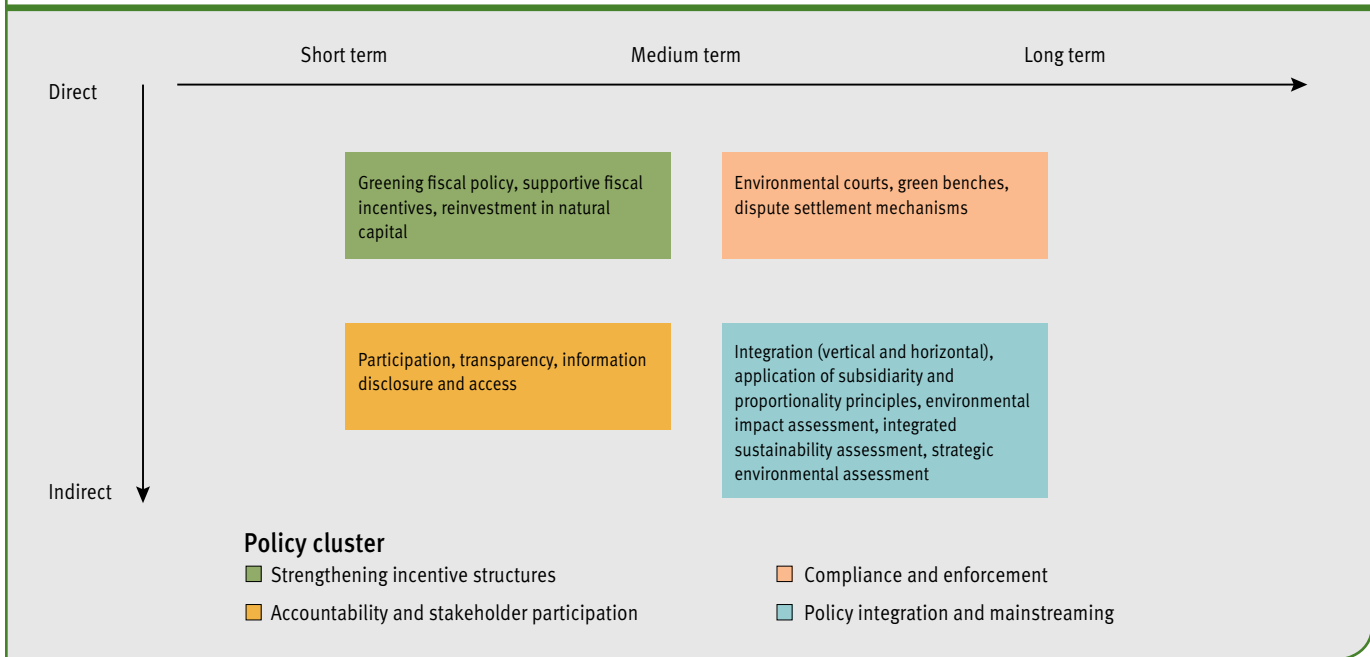 Short term
Medium term
Long term
Direct
Greening fiscal policy, supportive fiscal
incentives, reinvestment in natural
capital
Environmental courts, green benches,
dispute settlement mechanisms
Participation, transparency, information
disclosure and access
Integration (vertical and horizontal),
application of subsidiarity and
proportionality principles, environmental
impact assessment, integrated
sustainability assessment, strategic
environmental assessment
Indirect
Policy cluster
Strengthening incentive structures
Compliance and enforcement
Accountability and stakeholder participation
Policy integration and mainstreaming